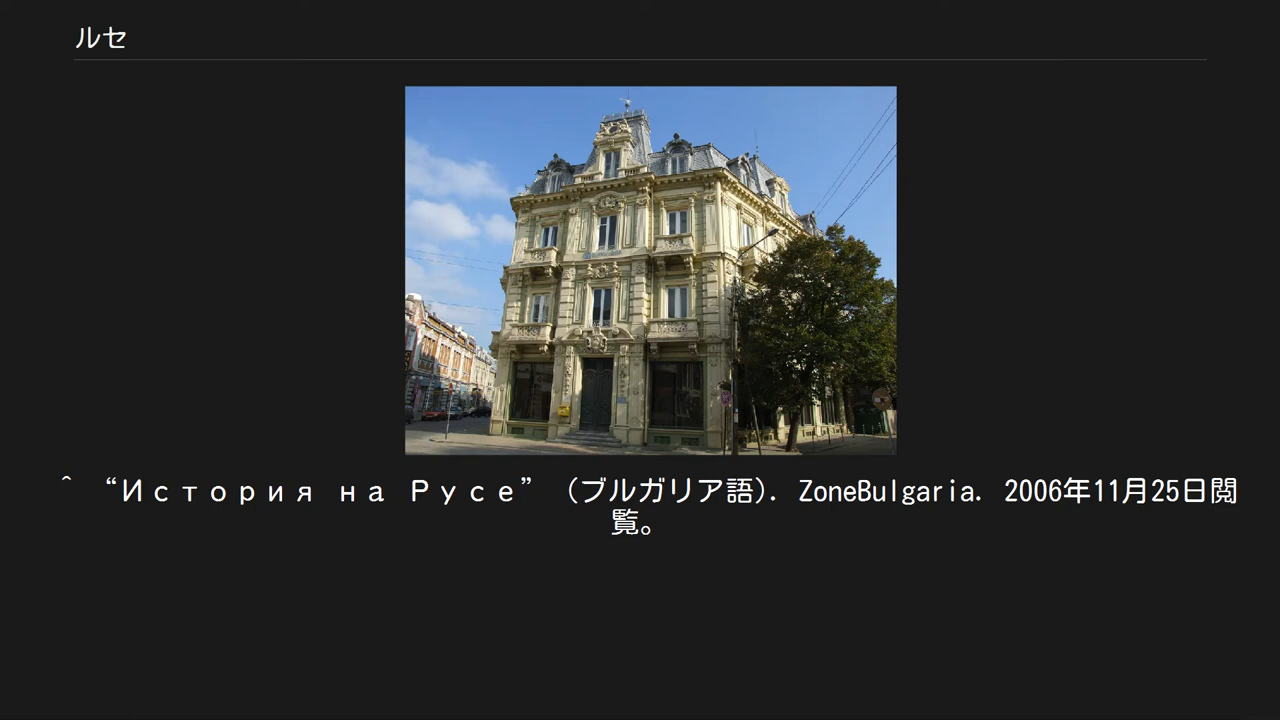 ルセ
^ “История на Русе” (ブルガリア語). ZoneBulgaria. 2006年11月25日閲
覧。